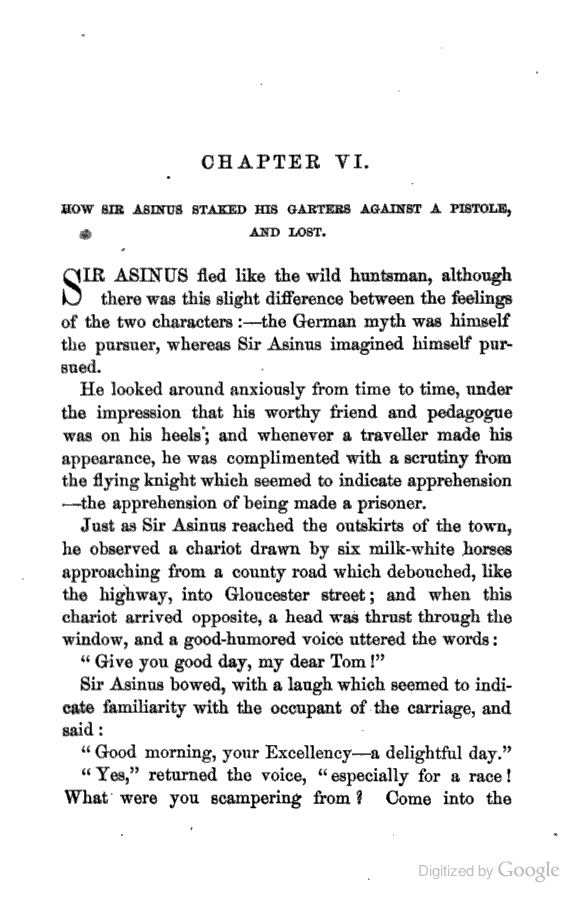 CHAPTER VI.
HOW SIR ASINUS STAKED HIS GARTERS AGAINST A PISTOLE,
AND LOST.
SIR ASINUS fled like the wild huntsman, although
there was this slight difference between the feelings
of the two characters:—the German myth was himself
the pursuer, whereas Sir Asinus imagined himself pur-
sued.
He looked around anxiously from time to time, under
the impression that his worthy friend and pedagogue
was on his heels; and whenever a traveller made his
appearance, he was complimented with a scrutiny from
the flying knight which seemed to indicate apprehension
—the apprehension of being made a prisoner.
Just as Sir Asinus reached the outskirts of the town,
he observed a chariot drawn by six milk-white horses
approaching from a county road which debouched, like
the highway, into Gloucester street; and when this
chariot arrived opposite, a head was thrust through the
window, and a good-humored voice uttered the words:
"Give you good day, my dear Tom!"
Sir Asinus bowed, with a laugh which seemed to indi-
cate familiarity with the occupant of the carriage, and
said:
"Good morning, your Excellency—a delightful day."
"Yes," returned the voice, "especially for a race!
What were you scampering from? Come into the
Digitized by Google